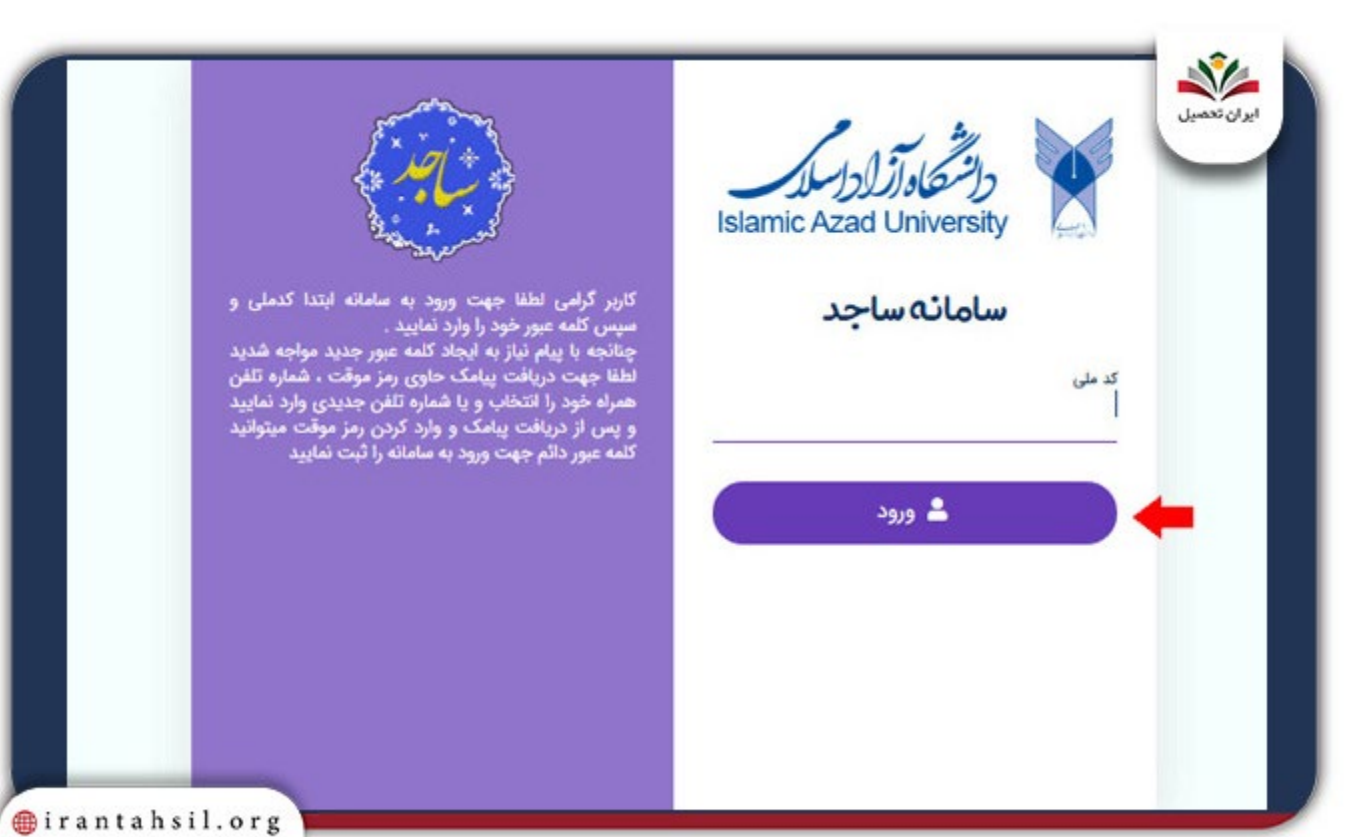 ایران تحصیل
دانشگاه آزاد اسلامی
Islamic Azad University
سامانه ساجد
کد ملی
ورود
ساجد
کاربر گرامی لطفا جهت ورود به سامانه ابتدا کدملی و
سپس کلمه عبور خود را وارد نمایید .
چنانچه با پیام نیاز به ایجاد کلمه عبور جدید مواجه شدید
لطفا جهت دریافت پیامک حاوی رمز موقت ، شماره تلفن
همراه خود را انتخاب و یا شماره تلفن جدیدی وارد نمایید
و پس از دریافت پیامک و وارد کردن رمز موقت میتوانید
کلمه عبور دائم جهت ورود به سامانه را ثبت نمایید
irantahsil.org